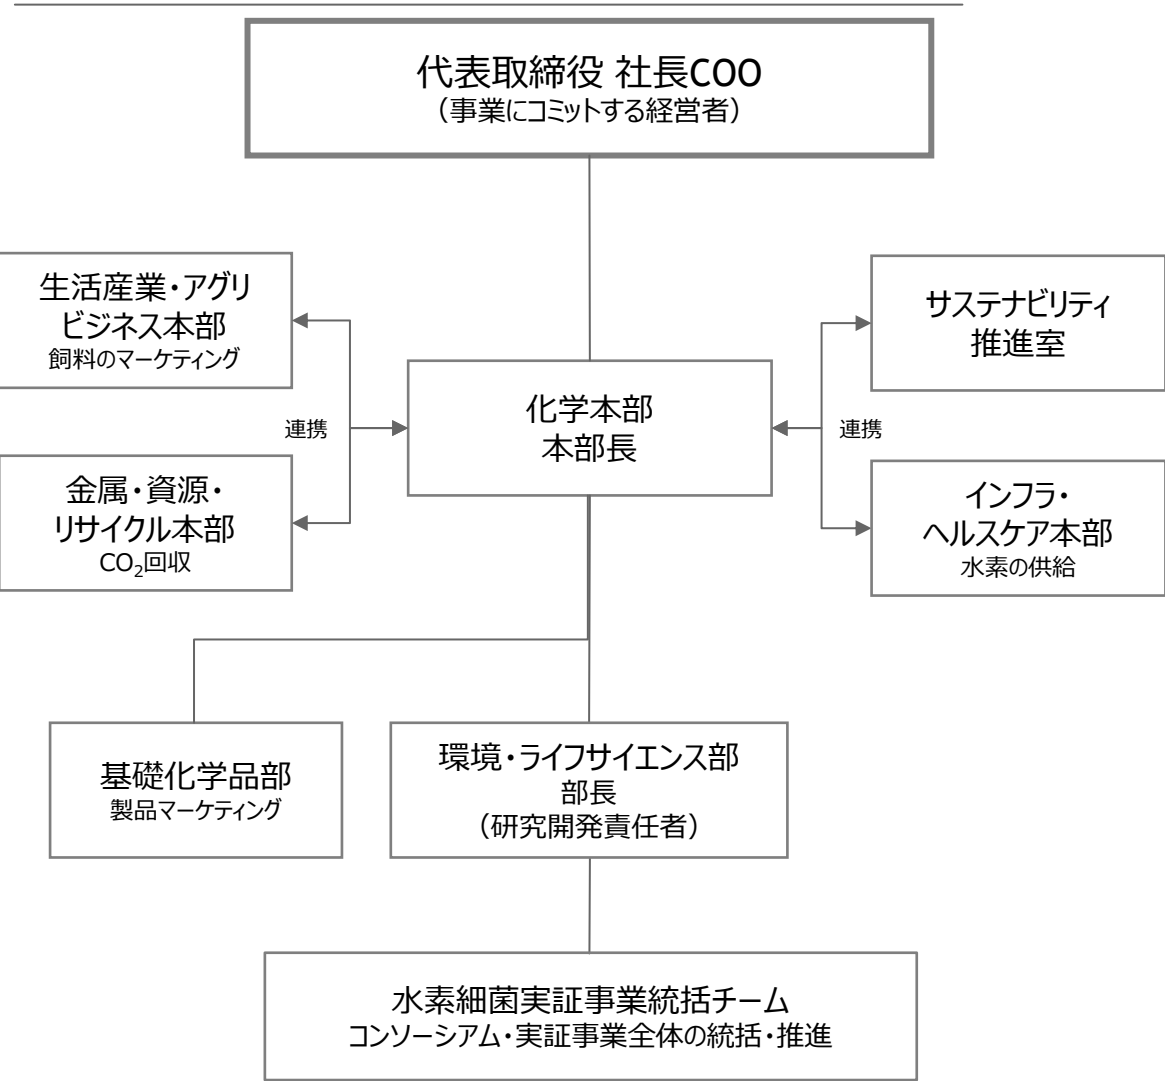 代表取締役 社長COO
（事業にコミットする経営者）
生活産業・アグリ
ビジネス本部
飼料のマーケティング
サステナビリティ
推進室
化学本部
本部長
連携
連携
金属・資源・
リサイクル本部
CO₂回収
インフラ・
ヘルスケア本部
水素の供給
基礎化学品部
製品マーケティング
環境・ライフサイエンス部
部長
（研究開発責任者）
水素細菌実証事業統括チーム
コンソーシアム・実証事業全体の統括・推進